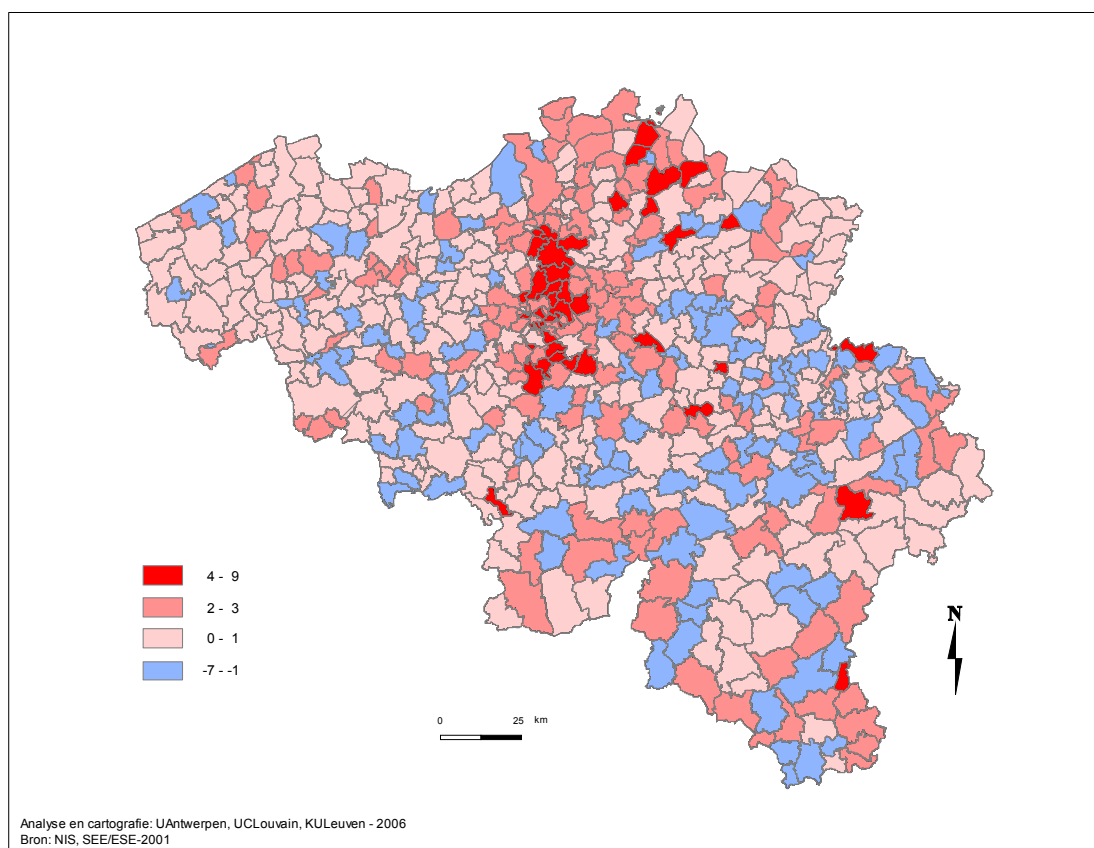 4 - 9
2 - 3
0 - 1
-7 - -1
N
0 25 km
Analyse en cartografie: UAntwerpen, UCLouvain, KULeuven - 2006
Bron: NIS, SEE/ESE-2001